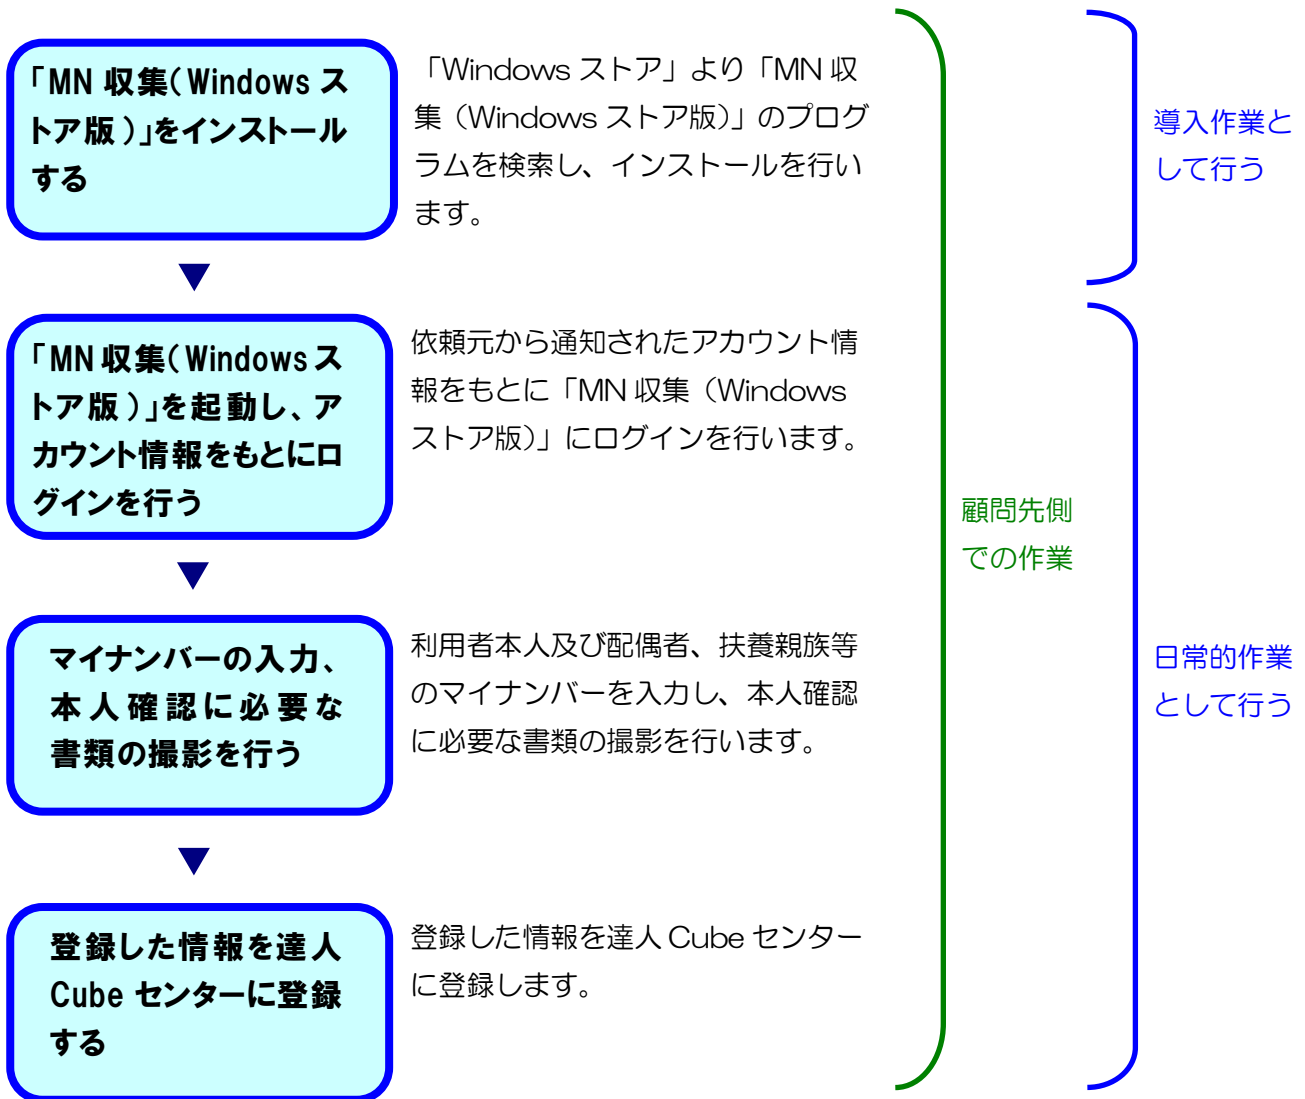 「MN 収集(Windows ス
トア版)」をインストール
する
「Windows ストア」より「MN 収
集（Windows ストア版）」のプログ
ラムを検索し、インストールを行い
ます。
導入作業と
して行う
「MN 収集(Windows ス
トア版)」を起動し、ア
カウント情報をもとにロ
グインを行う
依頼元から通知されたアカウント情
報をもとに「MN 収集（Windows
ストア版）」にログインを行います。
顧問先側
での作業
マイナンバーの入力、
本人確認に必要な
書類の撮影を行う
利用者本人及び配偶者、扶養親族等
のマイナンバーを入力し、本人確認
に必要な書類の撮影を行います。
日常的作業
として行う
登録した情報を達人
Cube センターに登録
する
登録した情報を達人 Cube センター
に登録します。